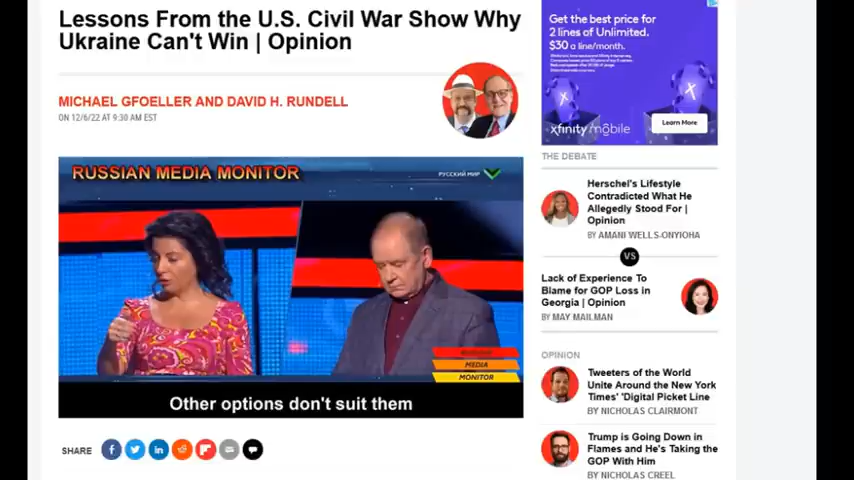 Lessons From the U.S. Civil War Show Why
Ukraine Can't Win | Opinion
MICHAEL GFOELLER AND DAVID H. RUNDELL
ON 12/6/22 AT 9:30 AM EST
RUSSIAN MEDIA MONITOR
РУССКИЙ МИР
MEDIA
MONITOR
Other options don't suit them
SHARE
Get the best price for
2 lines of Unlimited.
$30 a line/month.
xfinity mobile
Learn More
THE DEBATE
Herschel's Lifestyle
Contradicted What He
Allegedly Stood For |
Opinion
BY AMANI WELLS-ONYIOHA
VS
Lack of Experience To
Blame for GOP Loss in
Georgia | Opinion
BY MAY MAILMAN
OPINION
Tweeters of the World
Unite Around the New York
Times' 'Digital Picket Line
BY NICHOLAS CLAIRMONT
Trump is Going Down in
Flames and He's Taking the
GOP With Him
BY NICHOLAS CREEL